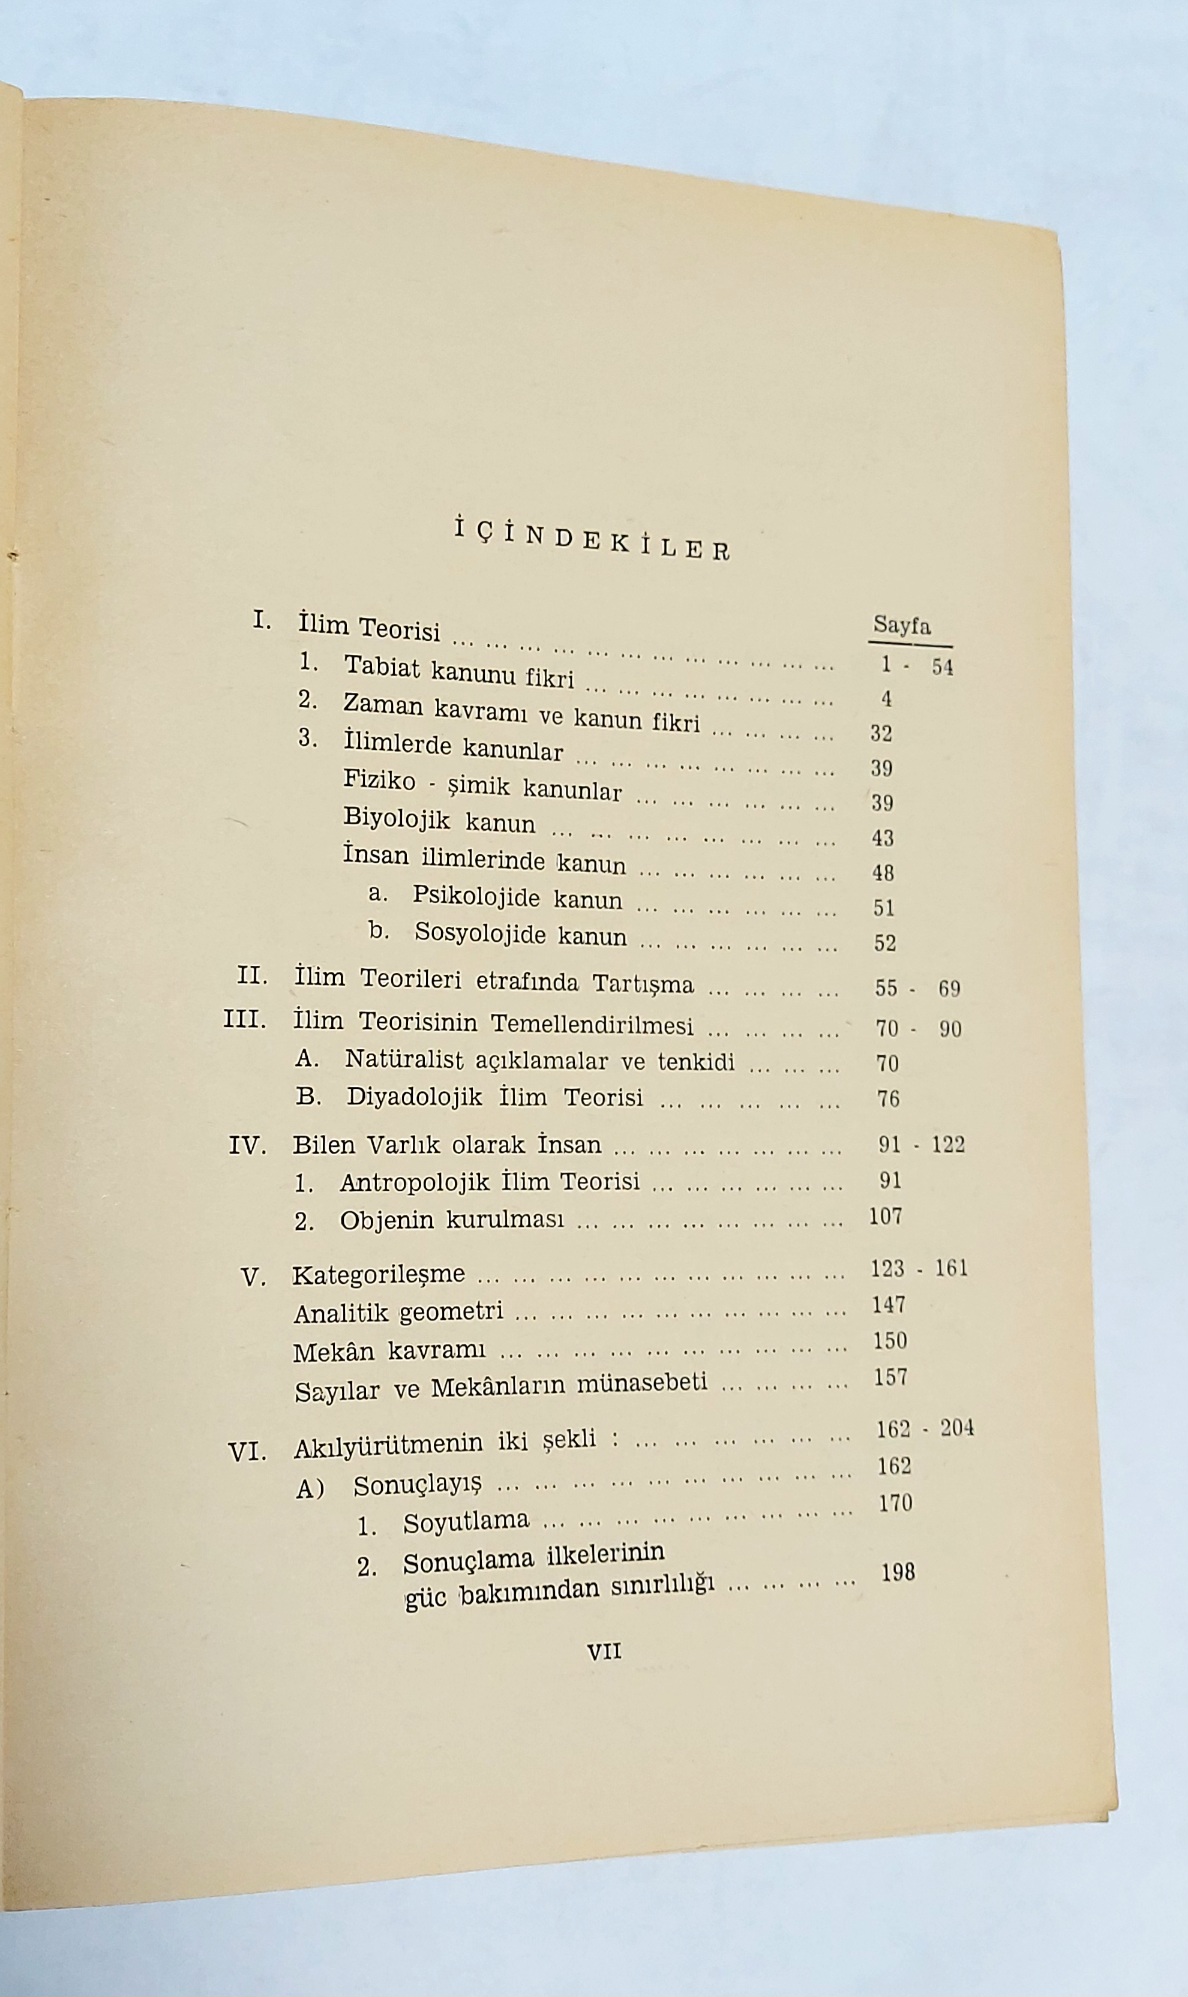 İÇİNDEKİLER
Sayfa
I. İlim Teorisi ... ... ... ... ... ... ... ... ... ... ... ... 1 - 54
1. Tabiat kanunu fikri ... ... ... ... ... ... ... ... 4
2. Zaman kavramı ve kanun fikri ... ... ... ... 32
3. İlimlerde kanunlar ... ... ... ... ... ... ... ... 39
Fiziko - şimik kanunlar ... ... ... ... ... ... 39
Biyolojik kanun ... ... ... ... ... ... ... ... 43
İnsan ilimlerinde kanun ... ... ... ... ... ... 48
a. Psikolojide kanun ... ... ... ... ... ... 51
b. Sosyolojide kanun ... ... ... ... ... ... 52
II. İlim Teorileri etrafında Tartışma ... ... ... ... 55 - 69
III. İlim Teorisinin Temellendirilmesi ... ... ... ... 70 - 90
A. Natüralist açıklamalar ve tenkidi ... ... ... 70
B. Diyadolojik İlim Teorisi ... ... ... ... ... 76
IV. Bilen Varlık olarak İnsan ... ... ... ... ... ... ... 91 - 122
1. Antropolojik İlim Teorisi ... ... ... ... ... ... 91
2. Objenin kurulması ... ... ... ... ... ... ... ... 107
V. Kategorileşme ... ... ... ... ... ... ... ... ... ... ... 123 - 161
Analitik geometri ... ... ... ... ... ... ... ... ... ... 147
Mekân kavramı ... ... ... ... ... ... ... ... ... ... 150
Sayılar ve Mekânların münasebeti ... ... ... ... 157
VI. Akılyürütmenin iki şekli : ... ... ... ... ... ... ... 162 - 204
A) Sonuçlayış ... ... ... ... ... ... ... ... ... ... 162
1. Soyutlama ... ... ... ... ... ... ... ... ... 170
2. Sonuçlama ilkelerinin
güc bakımından sınırlılığı ... ... ... ... 198
VII